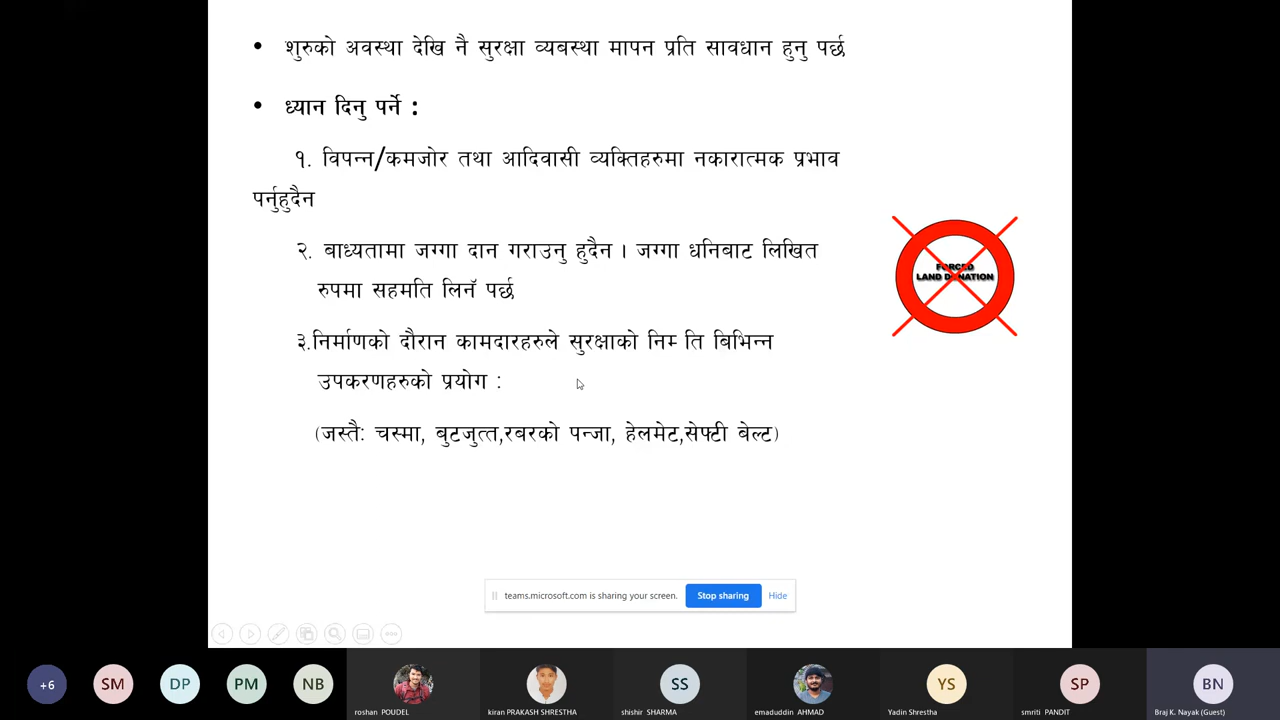 • शुरुको अवस्था देखि नै सुरक्षा व्यबस्था मापन प्रति सावधान हुनु पर्छ
• ध्यान दिनु पर्ने :
१. विपन्न/कमजोर तथा आदिवासी व्यक्तिहरुमा नकारात्मक प्रभाव
पर्नुहुदैन
२. बाध्यतामा जग्गा दान गराउनु हुदैन । जग्गा धनिबाट लिखित
रुपमा सहमति लिनॅ पर्छ
FORCED
LAND DONATION
३.निर्माणको दौरान कामदारहरुले सुरक्षाको निम्ति बिभिन्न
उपकरणहरुको प्रयोग :
(जस्तै: चस्मा, बुटजुत्त,रबरको पन्जा, हेलमेट,सेफ्टी बेल्ट)
teams.microsoft.com is sharing your screen. Stop sharing Hide
+6 SM DP PM NB SS YS SP BN
roshan POUDEL kiran PRAKASH SHRESTHA shishir SHARMA emaduddin AHMAD Yadin Shrestha smriti PANDIT Braj K. Nayak (Guest)